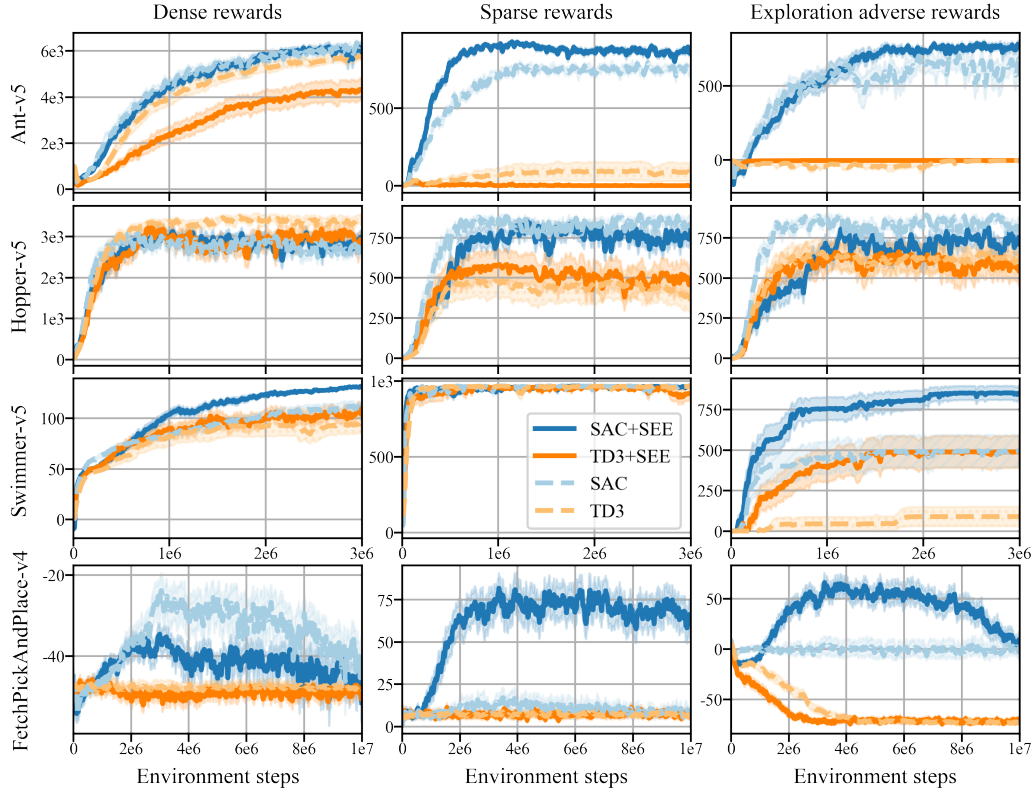 Dense rewards
Sparse rewards
Exploration adverse rewards
Ant-v5
6e3
4e3
2e3
0
500
0
500
0
Hopper-v5
3e3
2e3
1e3
0
750
500
250
0
750
500
250
0
Swimmer-v5
100
50
0
1e3
500
0
750
500
250
0
SAC+SEE
TD3+SEE
SAC
TD3
0 1e6 2e6 3e6
0 1e6 2e6 3e6
0 1e6 2e6 3e6
FetchPickAndPlace-v4
-20
-40
75
50
25
0
50
0
-50
0 2e6 4e6 6e6 8e6 1e7
0 2e6 4e6 6e6 8e6 1e7
0 2e6 4e6 6e6 8e6 1e7
Environment steps
Environment steps
Environment steps